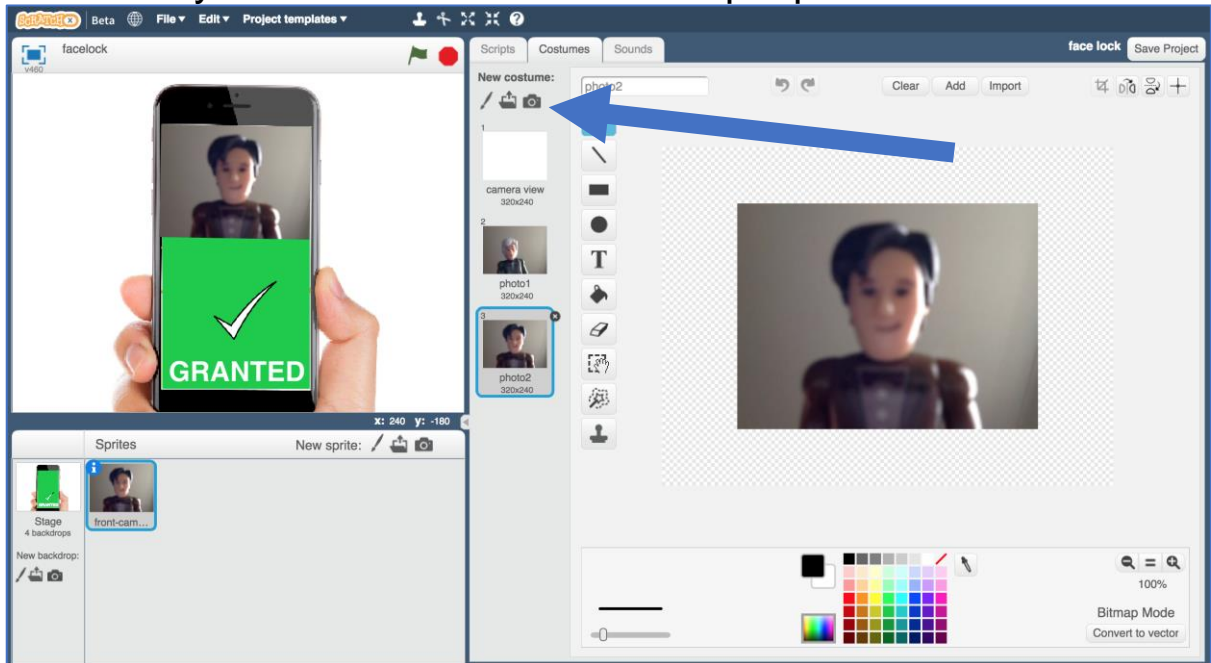 SCRATCHX Beta File ▾ Edit ▾ Project templates ▾
facelock
v460
GRANTED
x: 240 y: -180
Sprites New sprite:
Stage
4 backdrops
New backdrop:
front-cam...
Scripts Costumes Sounds
face lock Save Project
New costume:
photo2
Clear Add Import
1
camera view
320x240
2
photo1
320x240
3
photo2
320x240
T
100%
Bitmap Mode
Convert to vector